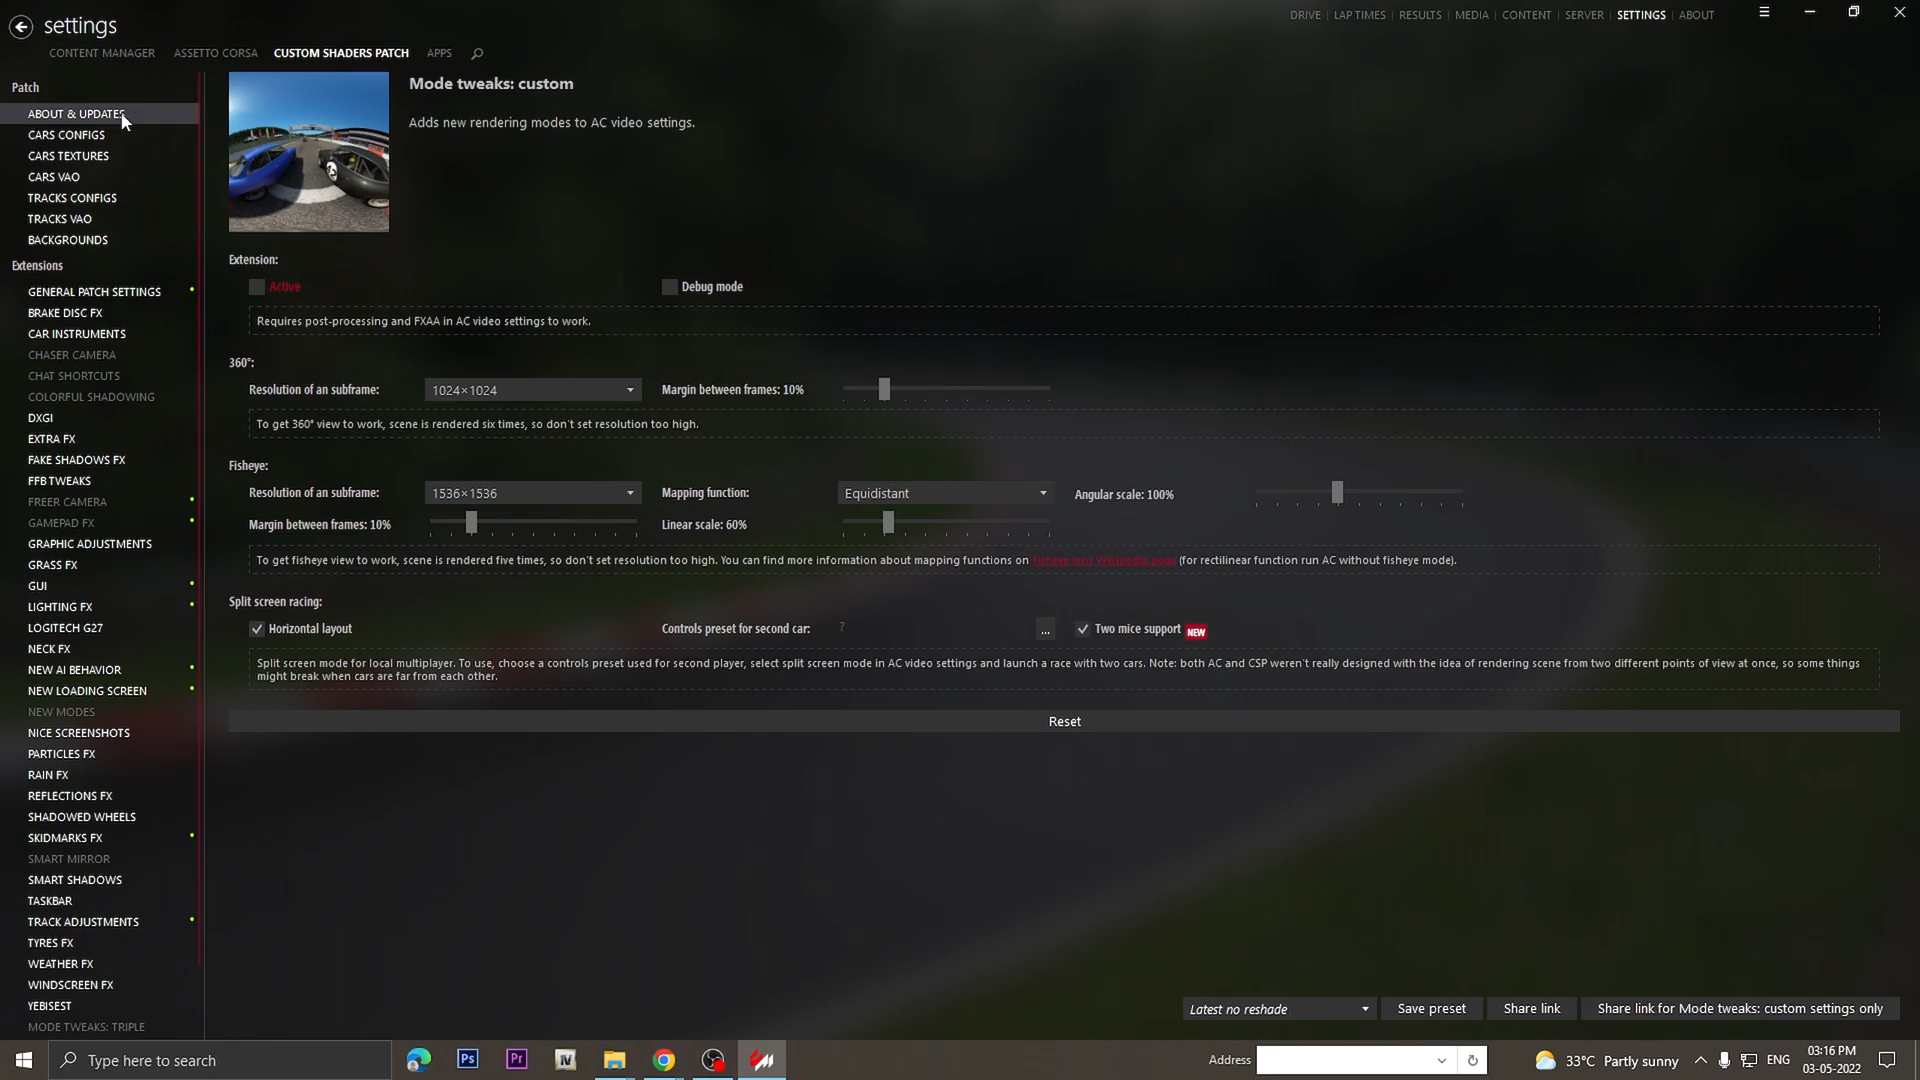 settings
DRIVE | LAP TIMES | RESULTS | MEDIA | CONTENT | SERVER | SETTINGS | ABOUT
CONTENT MANAGER ASSETTO CORSA CUSTOM SHADERS PATCH APPS
Patch
ABOUT & UPDATES
CARS CONFIGS
CARS TEXTURES
CARS VAO
TRACKS CONFIGS
TRACKS VAO
BACKGROUNDS
Extensions
GENERAL PATCH SETTINGS
BRAKE DISC FX
CAR INSTRUMENTS
CHASER CAMERA
CHAT SHORTCUTS
COLORFUL SHADOWING
DXGI
EXTRA FX
FAKE SHADOWS FX
FFB TWEAKS
FREER CAMERA
GAMEPAD FX
GRAPHIC ADJUSTMENTS
GRASS FX
GUI
LIGHTING FX
LOGITECH G27
NECK FX
NEW AI BEHAVIOR
NEW LOADING SCREEN
NEW MODES
NICE SCREENSHOTS
PARTICLES FX
RAIN FX
REFLECTIONS FX
SHADOWED WHEELS
SKIDMARKS FX
SMART MIRROR
SMART SHADOWS
TASKBAR
TRACK ADJUSTMENTS
TYRES FX
WEATHER FX
WINDSCREEN FX
YEBISEST
MODE TWEAKS: TRIPLE
Mode tweaks: custom
Adds new rendering modes to AC video settings.
Extension:
Active Debug mode
Requires post-processing and FXAA in AC video settings to work.
360°:
Resolution of an subframe: 1024×1024 Margin between frames: 10%
To get 360° view to work, scene is rendered six times, so don't set resolution too high.
Fisheye:
Resolution of an subframe: 1536×1536 Mapping function: Equidistant Angular scale: 100%
Margin between frames: 10% Linear scale: 60%
To get fisheye view to work, scene is rendered five times, so don't set resolution too high. You can find more information about mapping functions on fisheye lens Wikipedia page (for rectilinear function run AC without fisheye mode).
Split screen racing:
Horizontal layout Controls preset for second car: ? ... Two mice support NEW
Split screen mode for local multiplayer. To use, choose a controls preset used for second player, select split screen mode in AC video settings and launch a race with two cars. Note: both AC and CSP weren't really designed with the idea of rendering scene from two different points of view at once, so some things
might break when cars are far from each other.
Reset
Latest no reshade Save preset Share link Share link for Mode tweaks: custom settings only
Type here to search Ps Pr IV Address 33°C Partly sunny ENG 03:16 PM
03-05-2022